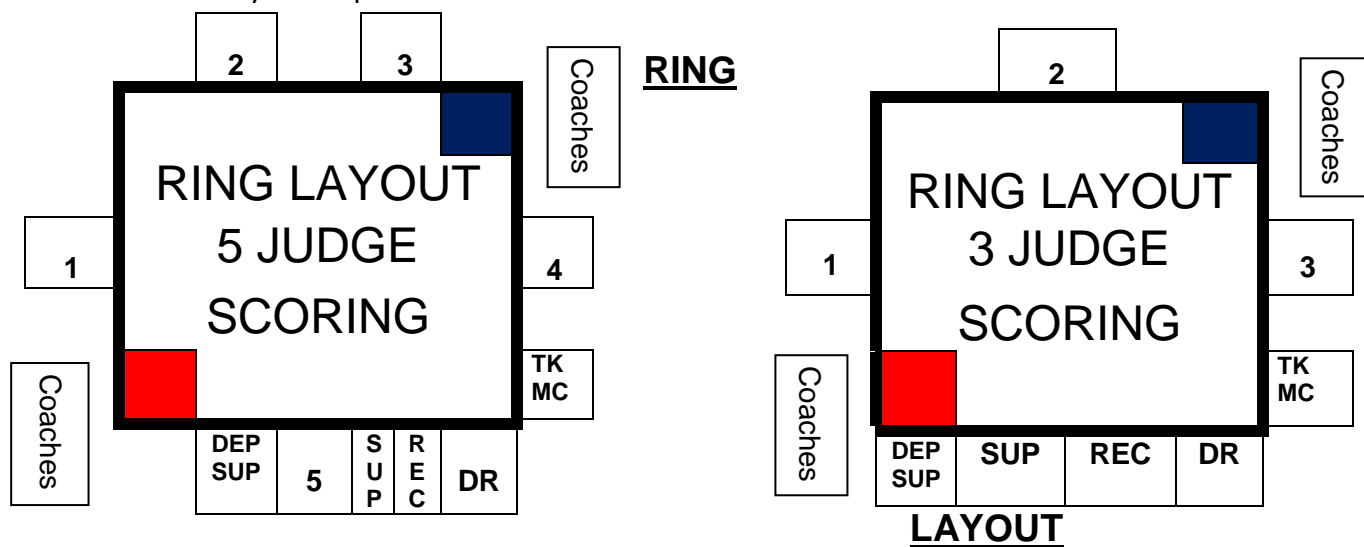 2
3
Coaches
RING
RING LAYOUT
5 JUDGE
SCORING
1
4
Coaches
TK
MC
DEP
SUP
5
S
U
P
R
E
C
DR
2
Coaches
RING LAYOUT
3 JUDGE
SCORING
1
3
Coaches
TK
MC
DEP
SUP
SUP
REC
DR
LAYOUT